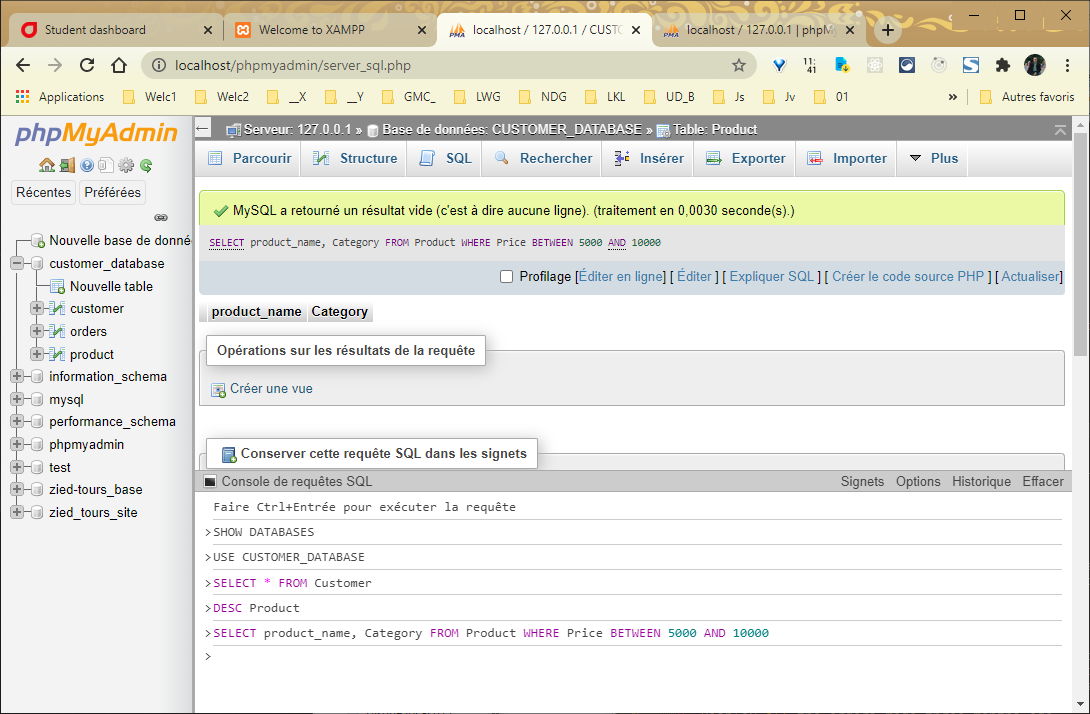 Student dashboard
Welcome to XAMPP
localhost / 127.0.0.1 / CUSTC
localhost / 127.0.0.1 | phpM
localhost/phpmyadmin/server_sql.php
11:
41
Applications
Welc1
Welc2
__X
__Y
GMC_
LWG
NDG
LKL
UD_B
Js
Jv
01
»
Autres favoris
phpMyAdmin
Récentes
Préférées
Nouvelle base de donné
customer_database
Nouvelle table
customer
orders
product
information_schema
mysql
performance_schema
phpmyadmin
test
zied-tours_base
zied_tours_site
Serveur: 127.0.0.1 » Base de données: CUSTOMER_DATABASE » Table: Product
Parcourir
Structure
SQL
Rechercher
Insérer
Exporter
Importer
Plus
MySQL a retourné un résultat vide (c'est à dire aucune ligne). (traitement en 0,0030 seconde(s).)
SELECT product_name, Category FROM Product WHERE Price BETWEEN 5000 AND 10000
Profilage [Éditer en ligne] [ Éditer ] [ Expliquer SQL ] [ Créer le code source PHP ] [ Actualiser]
product_name Category
Opérations sur les résultats de la requête
Créer une vue
Conserver cette requête SQL dans les signets
Console de requêtes SQL
Signets
Options
Historique
Effacer
Faire Ctrl+Entrée pour exécuter la requête
>SHOW DATABASES
>USE CUSTOMER_DATABASE
>SELECT * FROM Customer
>DESC Product
>SELECT product_name, Category FROM Product WHERE Price BETWEEN 5000 AND 10000
>